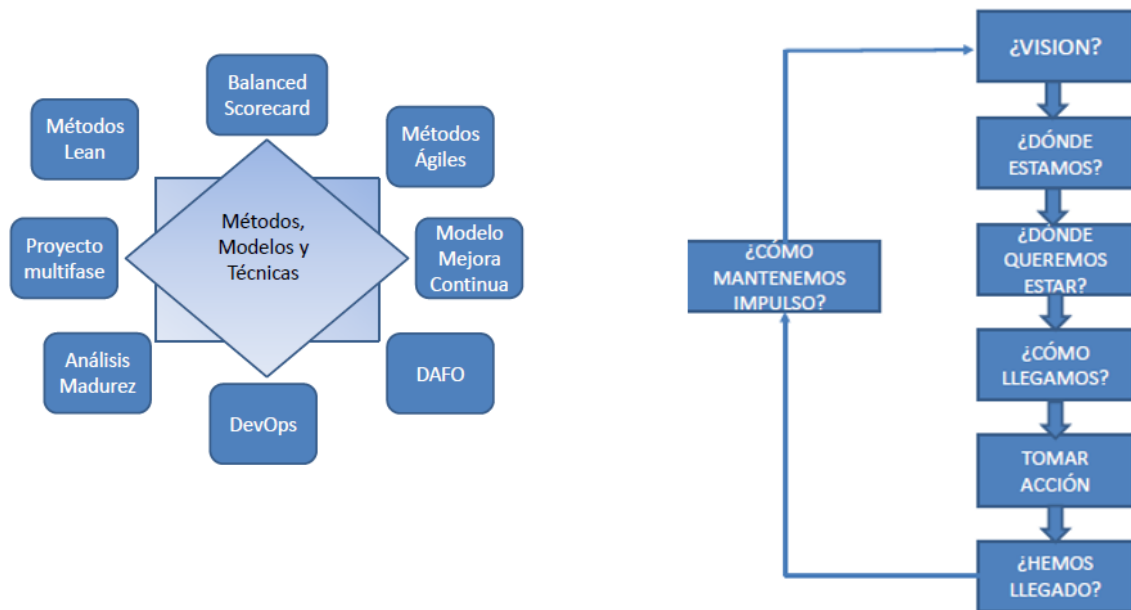 Balanced
Scorecard
Métodos
Lean
Métodos
Ágiles
Métodos,
Modelos y
Técnicas
Proyecto
multifase
Modelo
Mejora
Continua
Análisis
Madurez
DAFO
DevOps
¿VISION?
¿DÓNDE
ESTAMOS?
¿DÓNDE
QUEREMOS
ESTAR?
¿CÓMO
MANTENEMOS
IMPULSO?
¿CÓMO
LLEGAMOS?
TOMAR
ACCIÓN
¿HEMOS
LLEGADO?